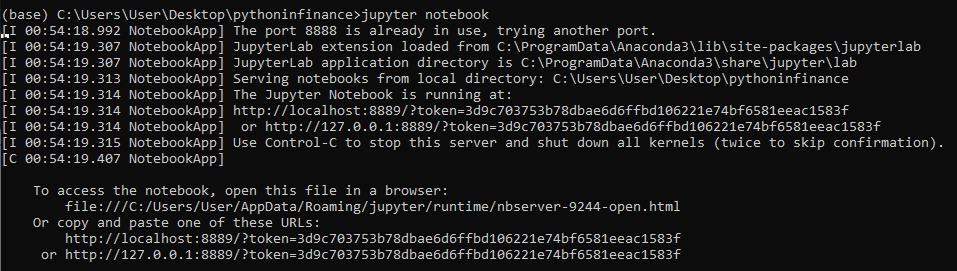 (base) C:\Users\User\Desktop\pythoninfinance>jupyter notebook
[I 00:54:18.992 NotebookApp] The port 8888 is already in use, trying another port.
[I 00:54:19.307 NotebookApp] JupyterLab extension loaded from C:\ProgramData\Anaconda3\lib\site-packages\jupyterlab
[I 00:54:19.307 NotebookApp] JupyterLab application directory is C:\ProgramData\Anaconda3\share\jupyter\lab
[I 00:54:19.313 NotebookApp] Serving notebooks from local directory: C:\Users\User\Desktop\pythoninfinance
[I 00:54:19.314 NotebookApp] The Jupyter Notebook is running at:
[I 00:54:19.314 NotebookApp] http://localhost:8889/?token=3d9c703753b78dbae6d6ffbd106221e74bf6581eeac1583f
[I 00:54:19.314 NotebookApp]  or http://127.0.0.1:8889/?token=3d9c703753b78dbae6d6ffbd106221e74bf6581eeac1583f
[I 00:54:19.315 NotebookApp] Use Control-C to stop this server and shut down all kernels (twice to skip confirmation).
[C 00:54:19.407 NotebookApp]
To access the notebook, open this file in a browser:
file:///C:/Users/User/AppData/Roaming/jupyter/runtime/nbserver-9244-open.html
Or copy and paste one of these URLs:
http://localhost:8889/?token=3d9c703753b78dbae6d6ffbd106221e74bf6581eeac1583f
or http://127.0.0.1:8889/?token=3d9c703753b78dbae6d6ffbd106221e74bf6581eeac1583f